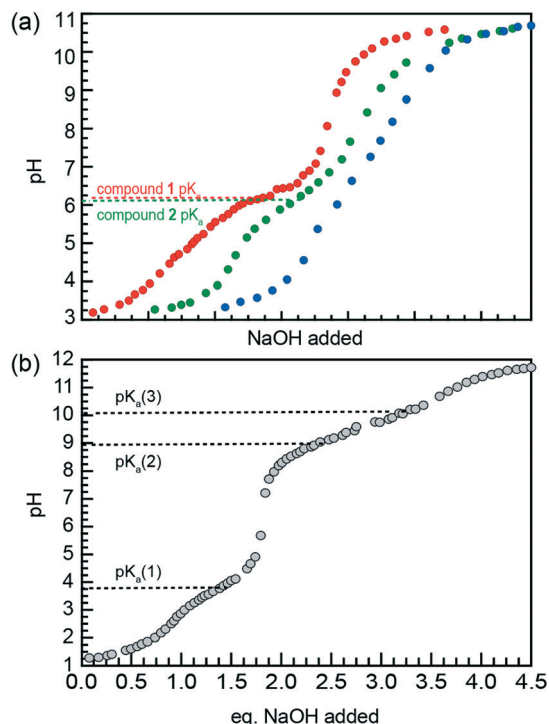 (a)
11
10
9
8
7
6
5
4
3
pH
compound 1 pKa
compound 2 pKa
NaOH added
(b)
12
11
10
9
8
7
6
5
4
3
2
1
pH
pKa(3)
pKa(2)
pKa(1)
0.0 0.5 1.0 1.5 2.0 2.5 3.0 3.5 4.0 4.5
eq. NaOH added